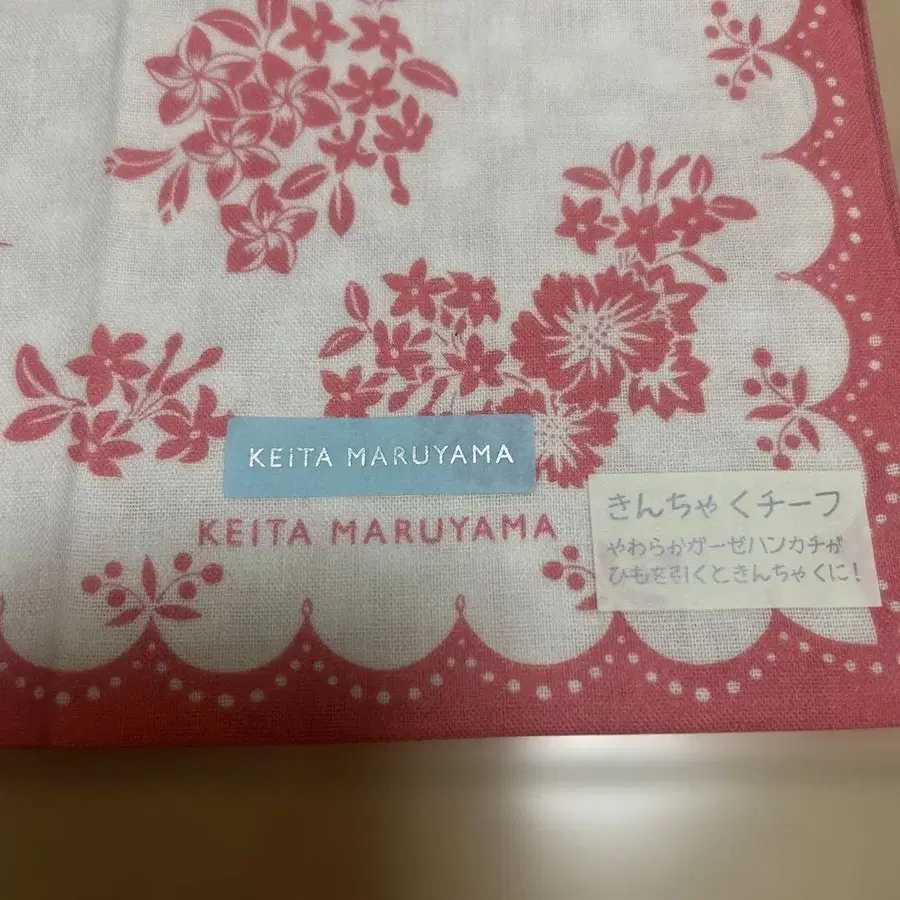 KEITA MARUYAMA
KEITA MARUYAMA
きんちゃくチーフ
やわらかガーゼハンカチが
ひもを引くときんちゃくに!